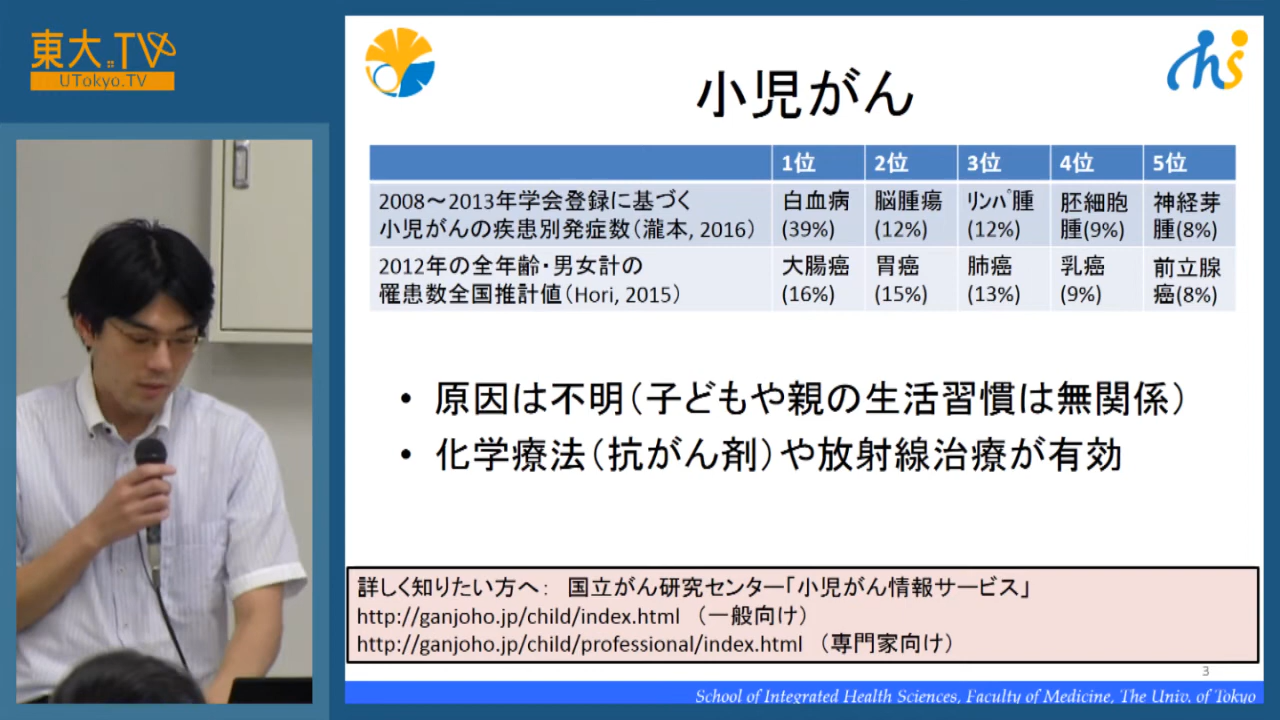 東大.TV
UTokyo.TV
小児がん
1位 2位 3位 4位 5位
2008～2013年学会登録に基づく
小児がんの疾患別発症数（瀧本, 2016）
白血病
(39%)
脳腫瘍
(12%)
ﾘﾝﾊﾟ腫
(12%)
胚細胞
腫(9%)
神経芽
腫(8%)
2012年の全年齢・男女計の
罹患数全国推計値（Hori, 2015）
大腸癌
(16%)
胃癌
(15%)
肺癌
(13%)
乳癌
(9%)
前立腺
癌(8%)
• 原因は不明（子どもや親の生活習慣は無関係）
• 化学療法（抗がん剤）や放射線治療が有効
詳しく知りたい方へ： 国立がん研究センター「小児がん情報サービス」
http://ganjoho.jp/child/index.html （一般向け）
http://ganjoho.jp/child/professional/index.html （専門家向け）
3
School of Integrated Health Sciences, Faculty of Medicine, The Univ. of Tokyo